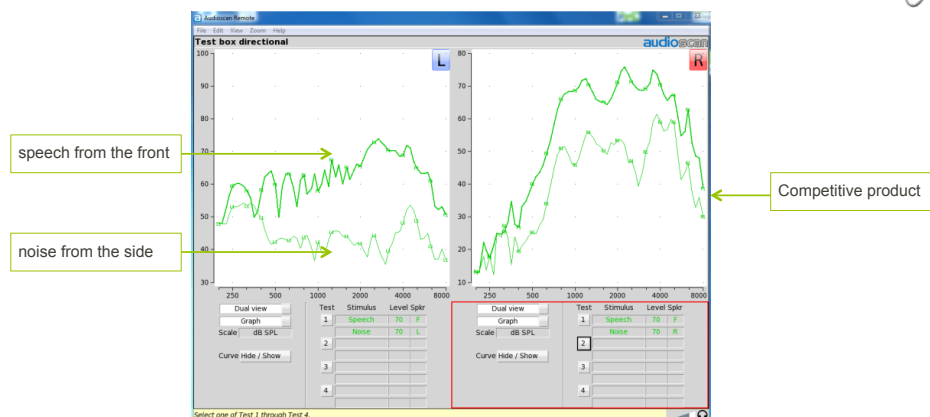 Audioscan Remote
File Edit View Zoom Help
Test box directional
audioscan
L
R
100
90
80
70
60
50
40
30
250 500 1000 2000 4000 8000
80
70
60
50
40
30
20
10
250 500 1000 2000 4000 8000
speech from the front
noise from the side
Competitive product
Dual view
Graph
Scale dB SPL
Curve Hide / Show
Test Stimulus Level Spkr
1 Speech 70 F
Noise 70 L
2
3
4
Dual view
Graph
Scale dB SPL
Curve Hide / Show
Test Stimulus Level Spkr
1 Speech 70 F
Noise 70 R
2
3
4
Select one of Test 1 through Test 4.